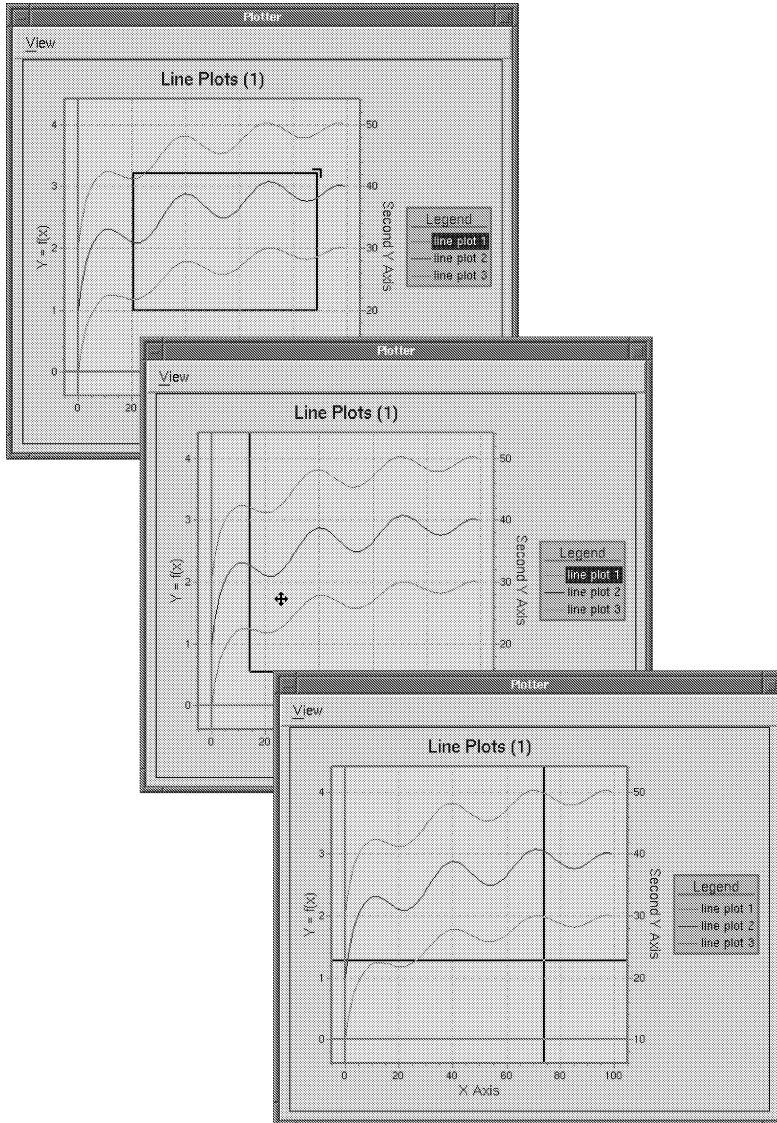 Plotter
View
Line Plots (1)
4
3
2
1
0
Y = f(x)
50
40
30
20
Second Y Axis
0
20
Legend
line plot 1
line plot 2
line plot 3
Plotter
View
Line Plots (1)
4
3
2
1
0
Y = f(x)
50
40
30
20
Second Y Axis
0
20
Legend
line plot 1
line plot 2
line plot 3
Plotter
View
Line Plots (1)
4
3
2
1
0
Y = f(x)
50
40
30
20
10
Second Y Axis
0 20 40 60 80 100
X Axis
Legend
line plot 1
line plot 2
line plot 3